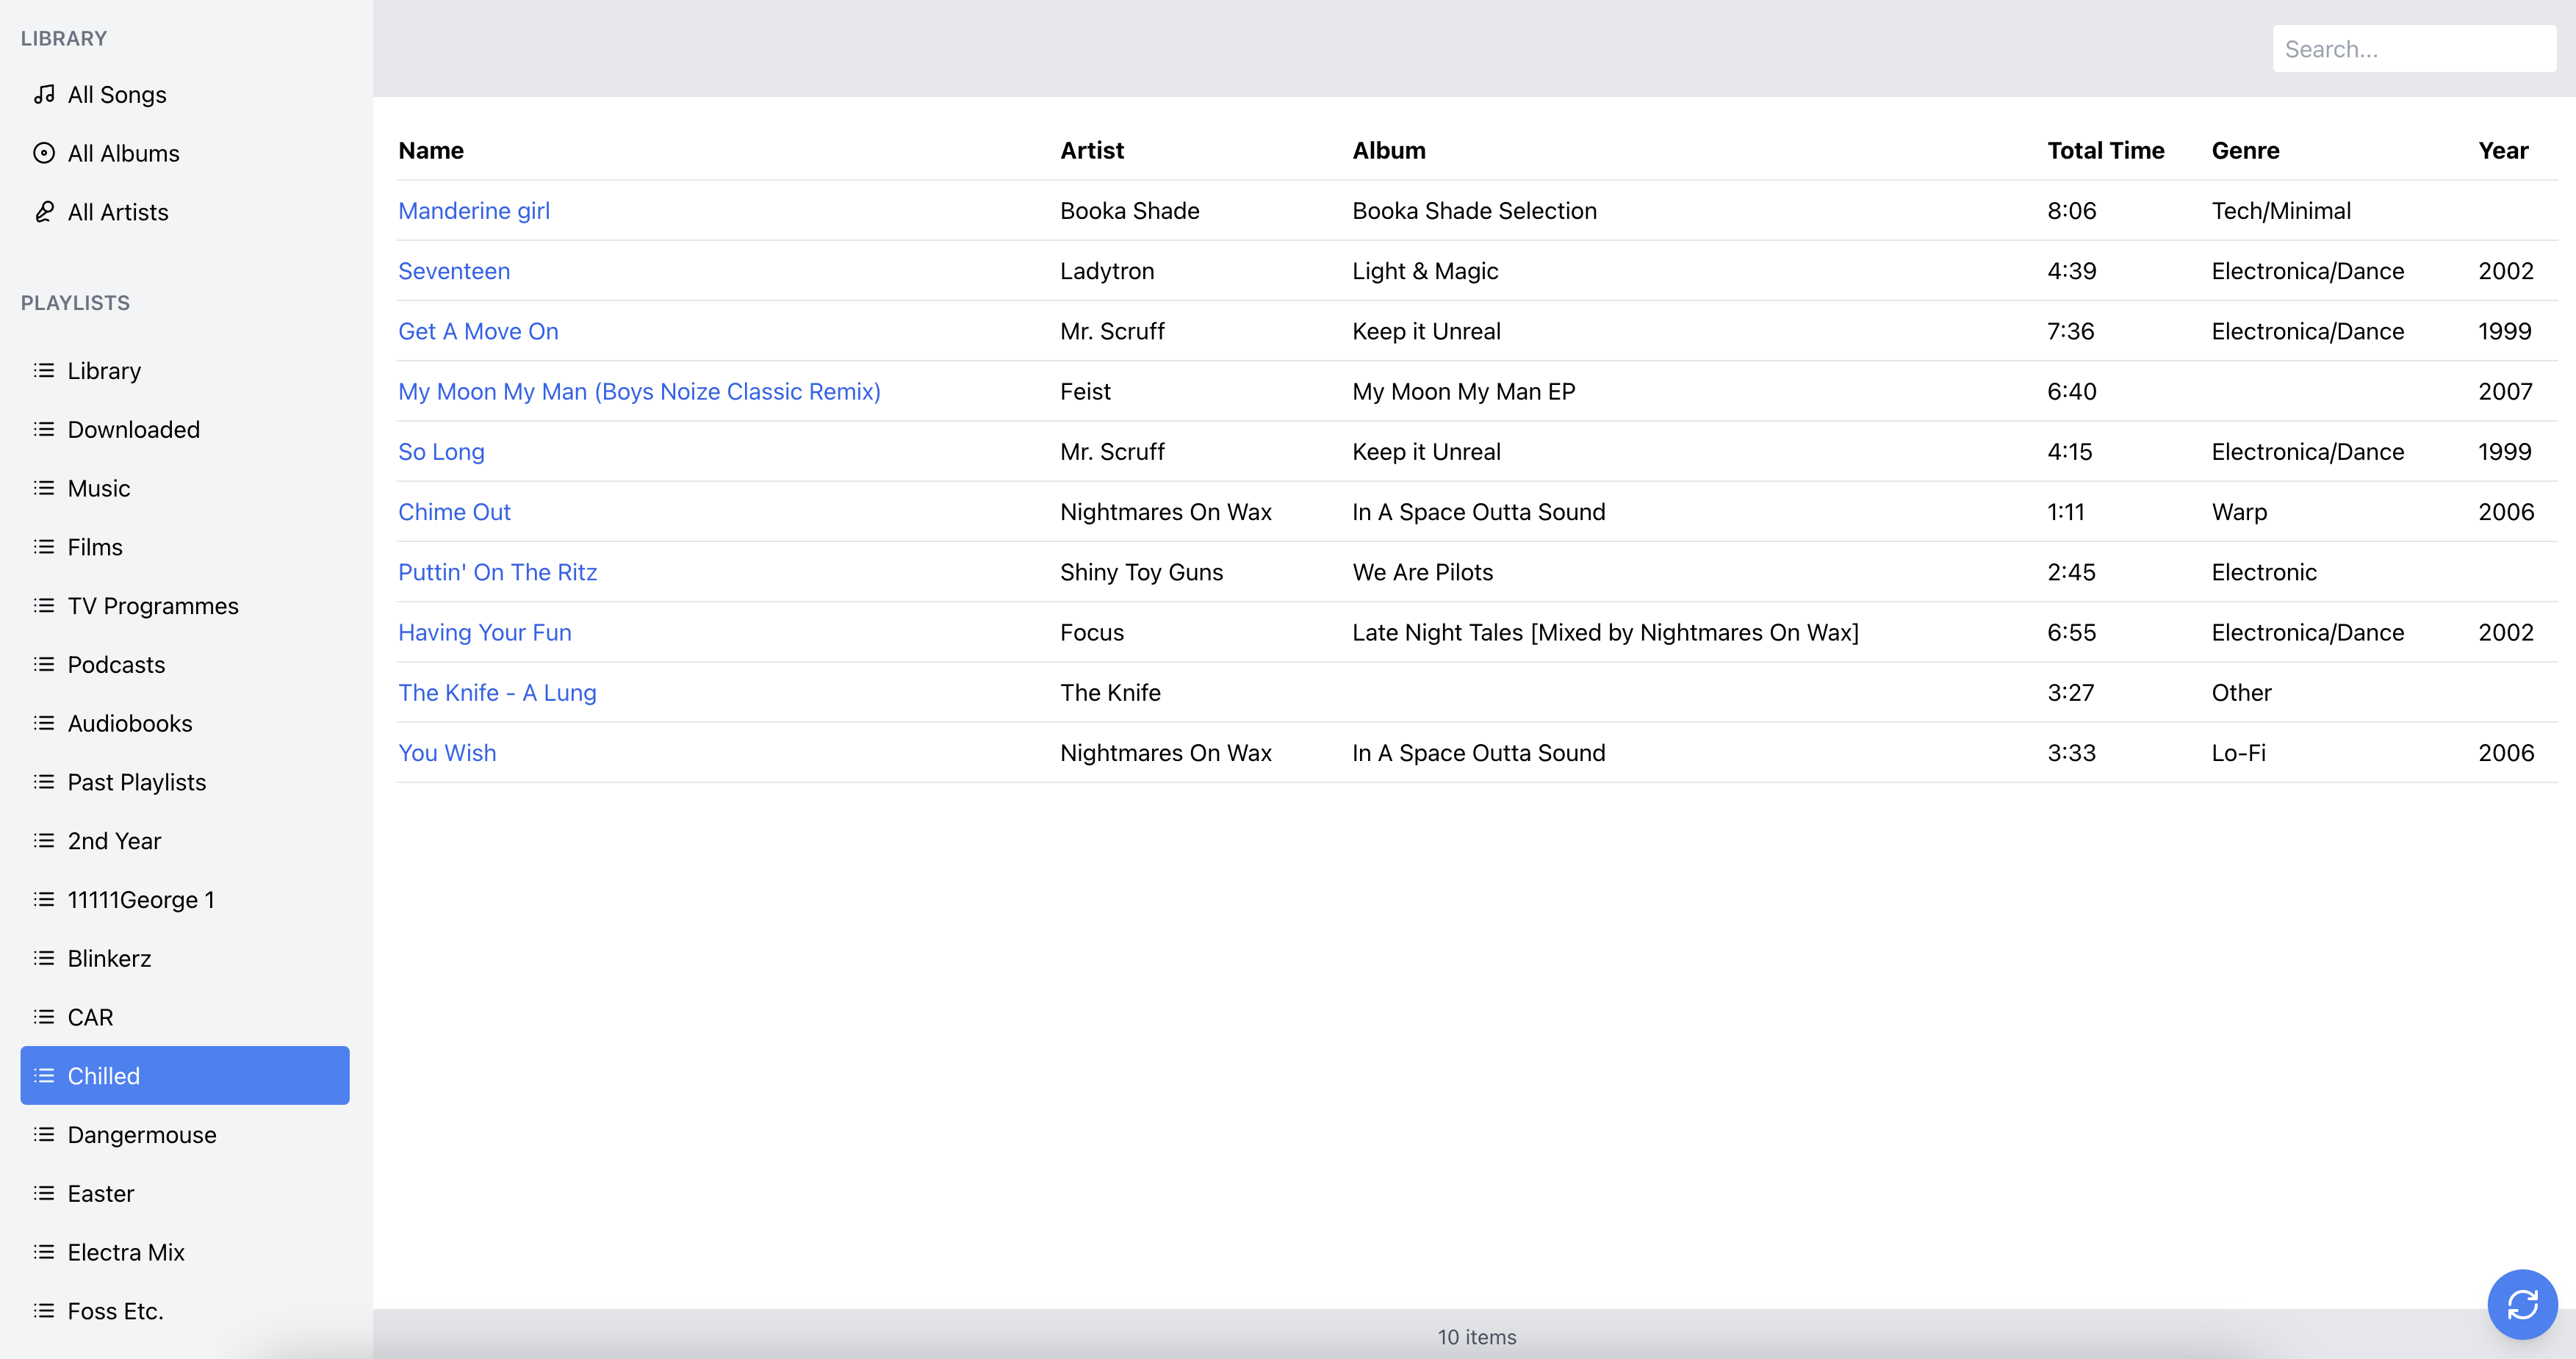 LIBRARY
All Songs
All Albums
All Artists
PLAYLISTS
Library
Downloaded
Music
Films
TV Programmes
Podcasts
Audiobooks
Past Playlists
2nd Year
11111George 1
Blinkerz
CAR
Chilled
Dangermouse
Easter
Electra Mix
Foss Etc.
Search...
Name Artist Album Total Time Genre Year
Manderine girl Booka Shade Booka Shade Selection 8:06 Tech/Minimal
Seventeen Ladytron Light & Magic 4:39 Electronica/Dance 2002
Get A Move On Mr. Scruff Keep it Unreal 7:36 Electronica/Dance 1999
My Moon My Man (Boys Noize Classic Remix) Feist My Moon My Man EP 6:40 2007
So Long Mr. Scruff Keep it Unreal 4:15 Electronica/Dance 1999
Chime Out Nightmares On Wax In A Space Outta Sound 1:11 Warp 2006
Puttin' On The Ritz Shiny Toy Guns We Are Pilots 2:45 Electronic
Having Your Fun Focus Late Night Tales [Mixed by Nightmares On Wax] 6:55 Electronica/Dance 2002
The Knife - A Lung The Knife 3:27 Other
You Wish Nightmares On Wax In A Space Outta Sound 3:33 Lo-Fi 2006
10 items